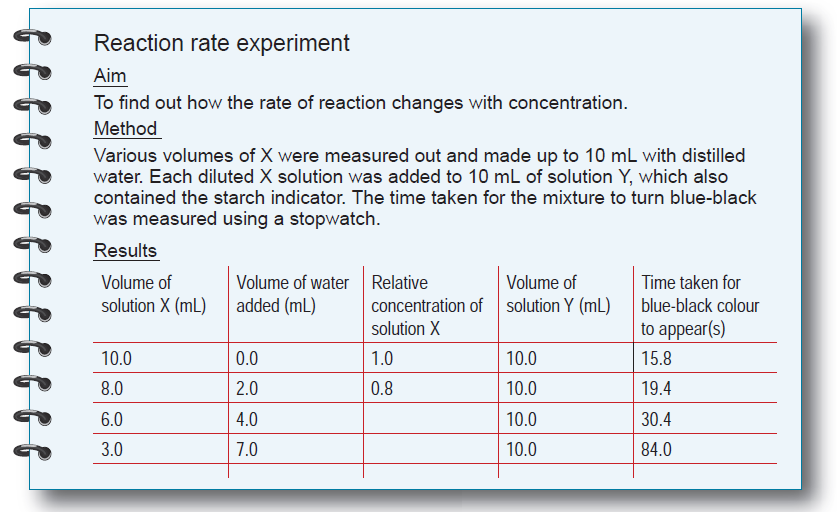 Reaction rate experiment
Aim
To find out how the rate of reaction changes with concentration.
Method
Various volumes of X were measured out and made up to 10 mL with distilled
water. Each diluted X solution was added to 10 mL of solution Y, which also
contained the starch indicator. The time taken for the mixture to turn blue-black
was measured using a stopwatch.
Results
Volume of solution X (mL) Volume of water added (mL) Relative concentration of solution X Volume of solution Y (mL) Time taken for blue-black colour to appear(s)
10.0 0.0 1.0 10.0 15.8
8.0 2.0 0.8 10.0 19.4
6.0 4.0 10.0 30.4
3.0 7.0 10.0 84.0